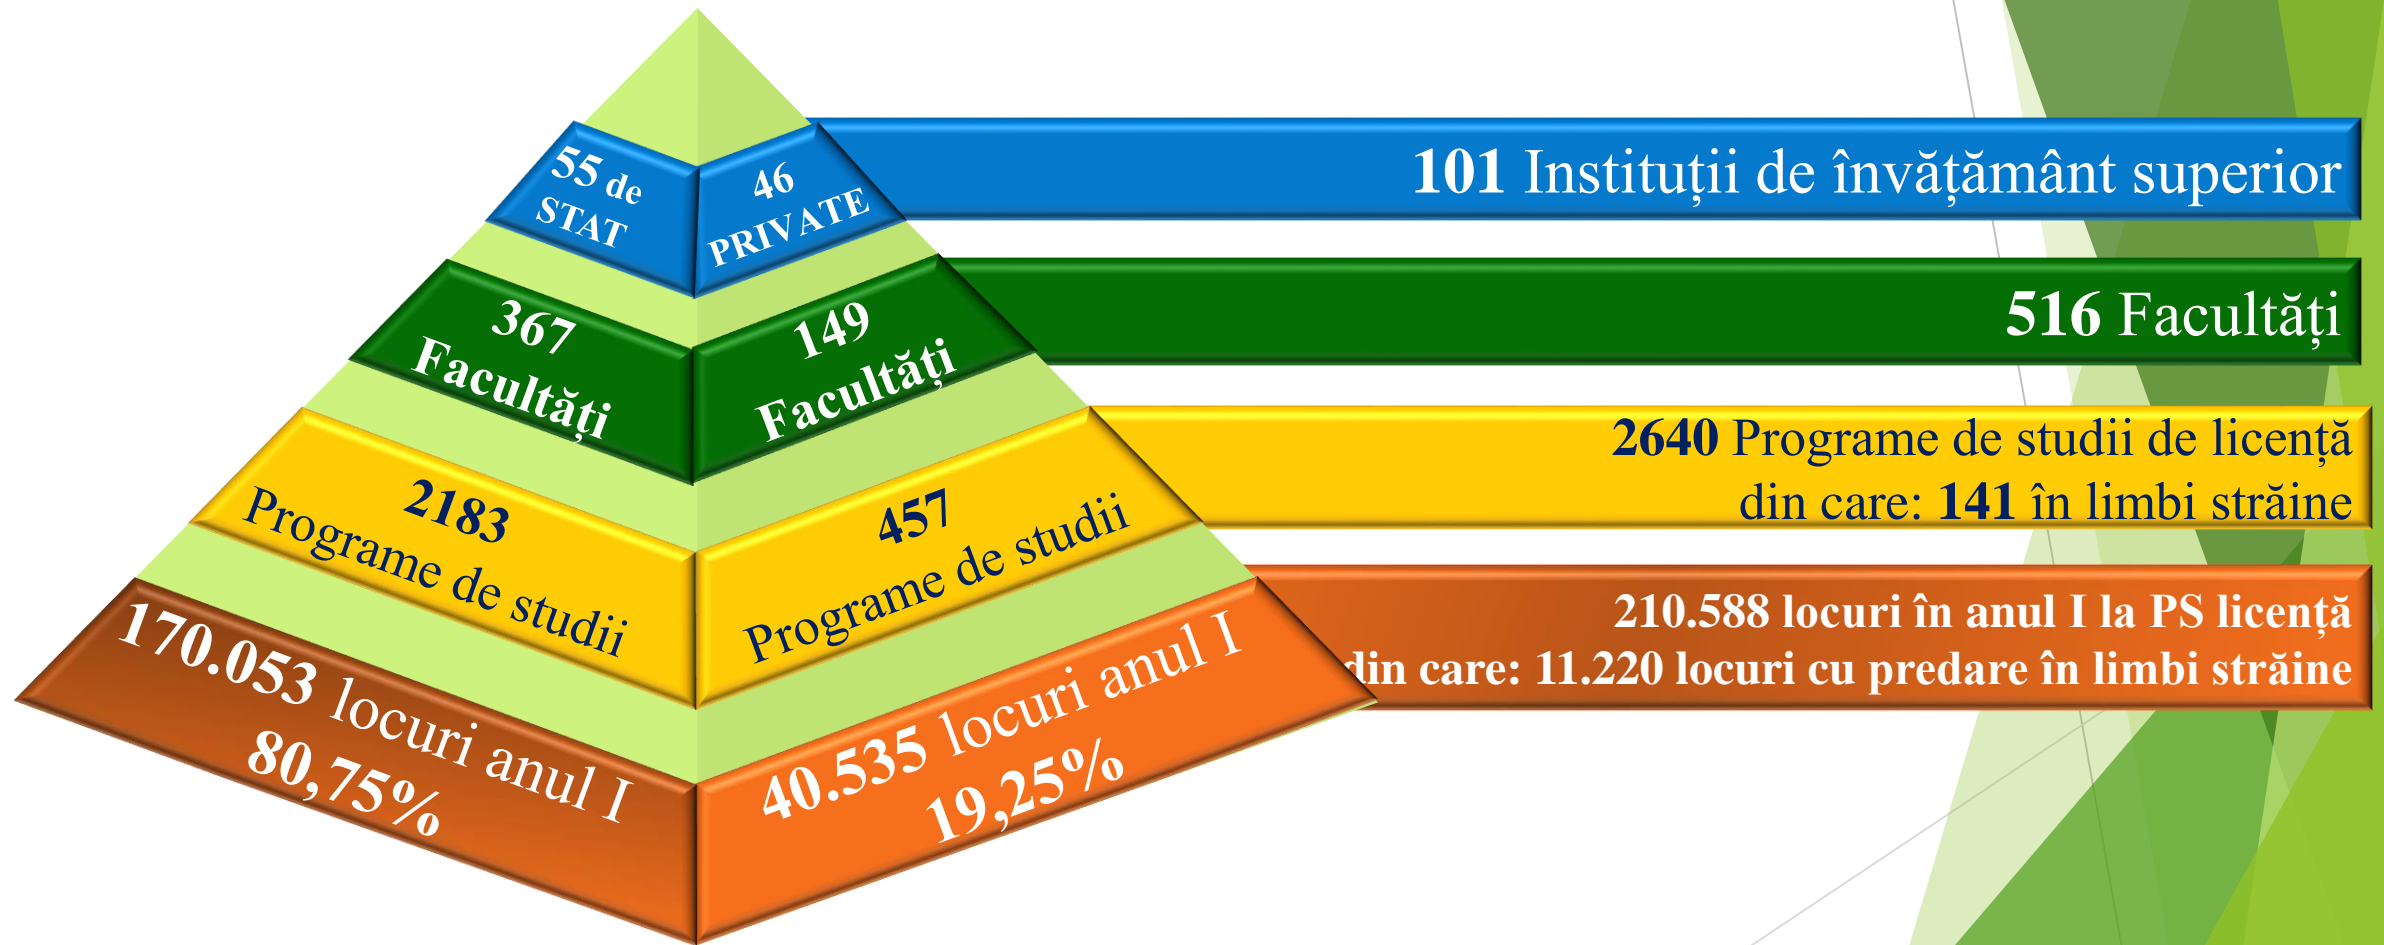 55 de
STAT
46
PRIVATE
101 Instituții de învățământ superior
367
Facultăți
149
Facultăți
516 Facultăți
2183
Programe de studii
457
Programe de studii
2640 Programe de studii de licență
din care: 141 în limbi străine
170.053 locuri anul I
80,75%
40.535 locuri anul I
19,25%
210.588 locuri în anul I la PS licență
din care: 11.220 locuri cu predare în limbi străine